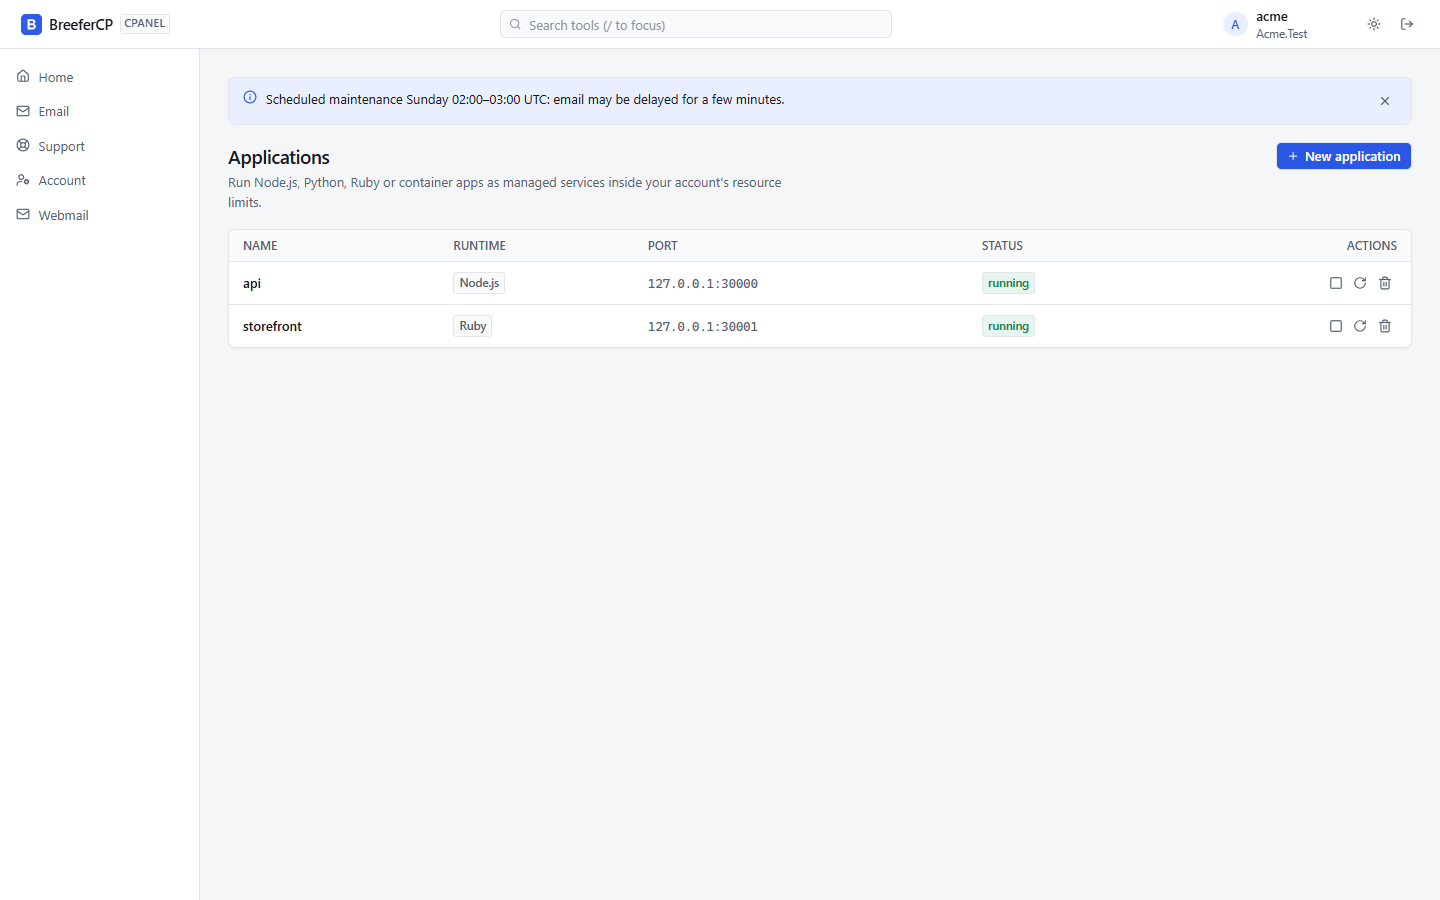 B BreeferCP CPANEL
Search tools (/ to focus)
A acme
Acme.Test
Home
Email
Support
Account
Webmail
Scheduled maintenance Sunday 02:00–03:00 UTC: email may be delayed for a few minutes.
Applications
+ New application
Run Node.js, Python, Ruby or container apps as managed services inside your account's resource
limits.
NAME RUNTIME PORT STATUS ACTIONS
api Node.js 127.0.0.1:30000 running
storefront Ruby 127.0.0.1:30001 running